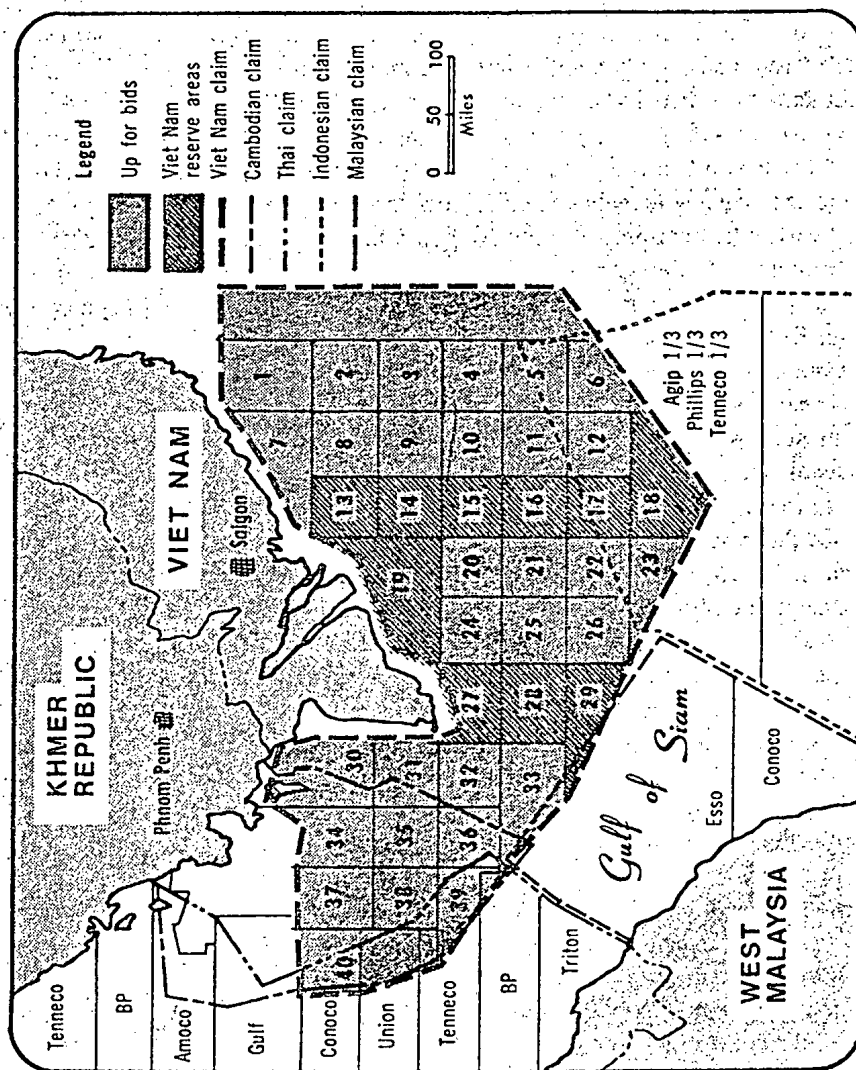 Legend
Up for bids
Viet Nam
reserve areas
Viet Nam claim
Cambodian claim
Thai claim
Indonesian claim
Malaysian claim
0 50 100
Miles
KHMER
REPUBLIC
Phnom Penh
VIET NAM
Saigon
Tenneco
BP
Amoco
Gulf
Conoco
Union
Tenneco
BP
Triton
1
2
3
4
5
6
7
8
9
10
11
12
13
14
15
16
17
18
19
20
21
22
23
24
25
26
27
28
29
30
31
32
33
34
35
36
37
38
39
40
Agip 1/3
Phillips 1/3
Tenneco 1/3
Gulf of Siam
Esso
Conoco
WEST
MALAYSIA